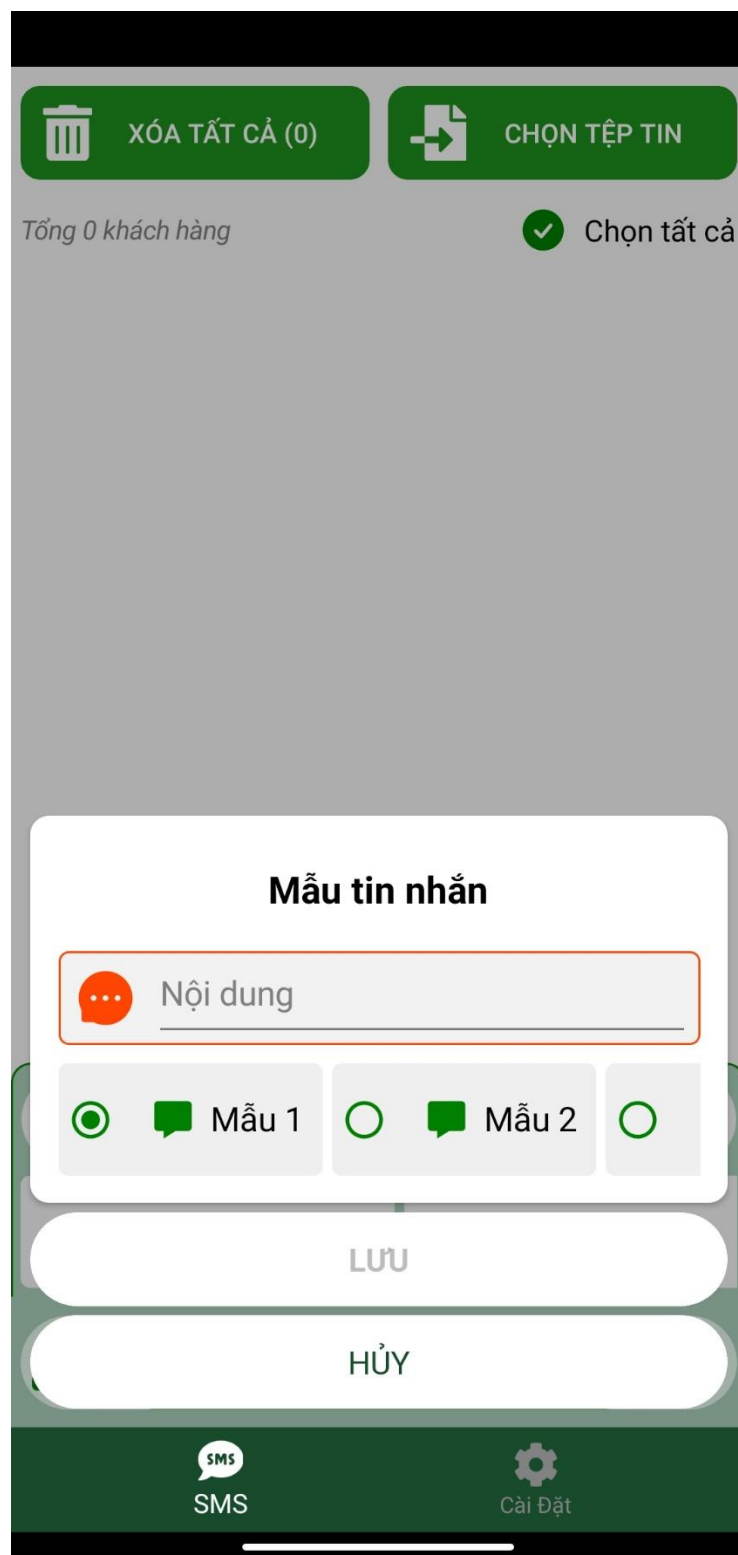 XÓA TẤT CẢ (0)
CHỌN TỆP TIN
Tổng 0 khách hàng
Chọn tất cả
Mẫu tin nhắn
Nội dung
Mẫu 1
Mẫu 2
LƯU
HỦY
SMS
SMS
Cài Đặt